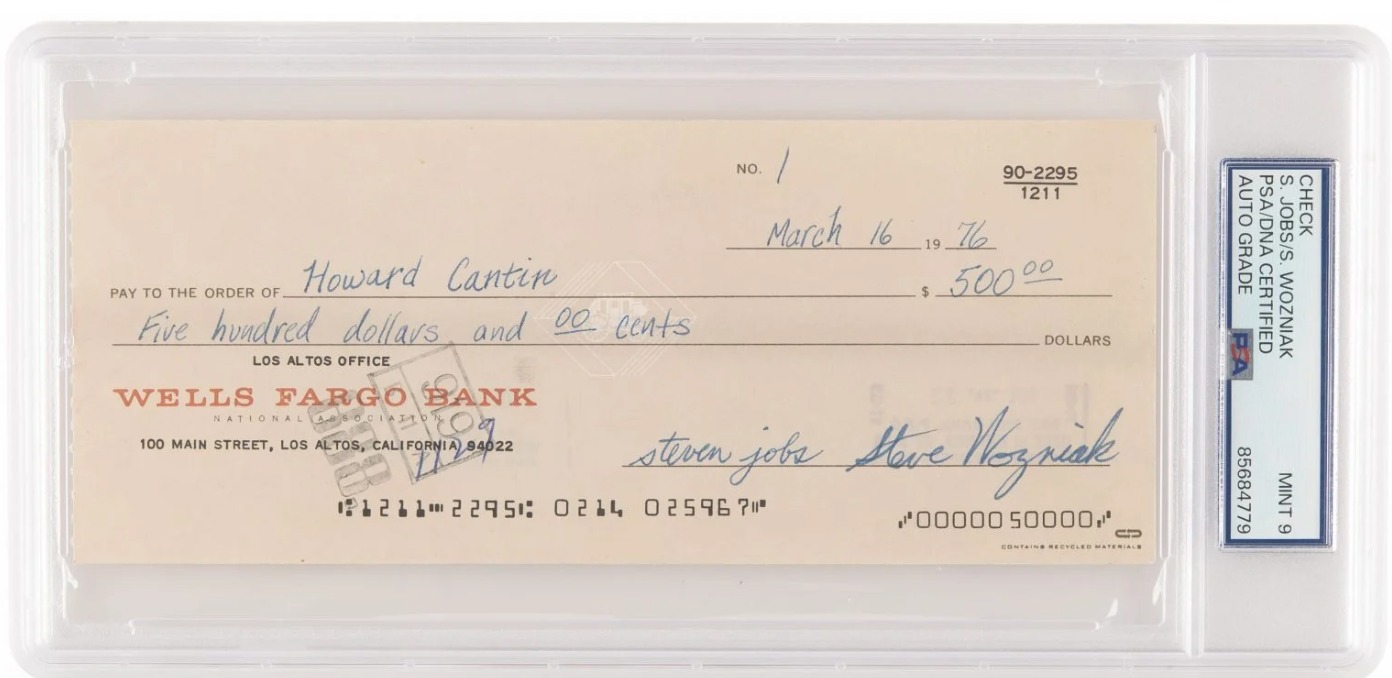 NO. 1
90-2295
1211
March 16 19 76
PAY TO THE ORDER OF Howard Cantin $ 500 00
Five hundred dollars and 00 cents DOLLARS
LOS ALTOS OFFICE
WELLS FARGO BANK
NATIONAL ASSOCIATION
100 MAIN STREET, LOS ALTOS, CALIFORNIA 94022
steven jobs Steve Wozniak
⑆1211⑉2295⑆ 0214 025967⑈
⑇0000050000⑇
CONTAINS RECYCLED MATERIALS
CHECK
S. JOBS/S. WOZNIAK
PSA/DNA CERTIFIED
AUTO GRADE MINT 9
85684779
PSA